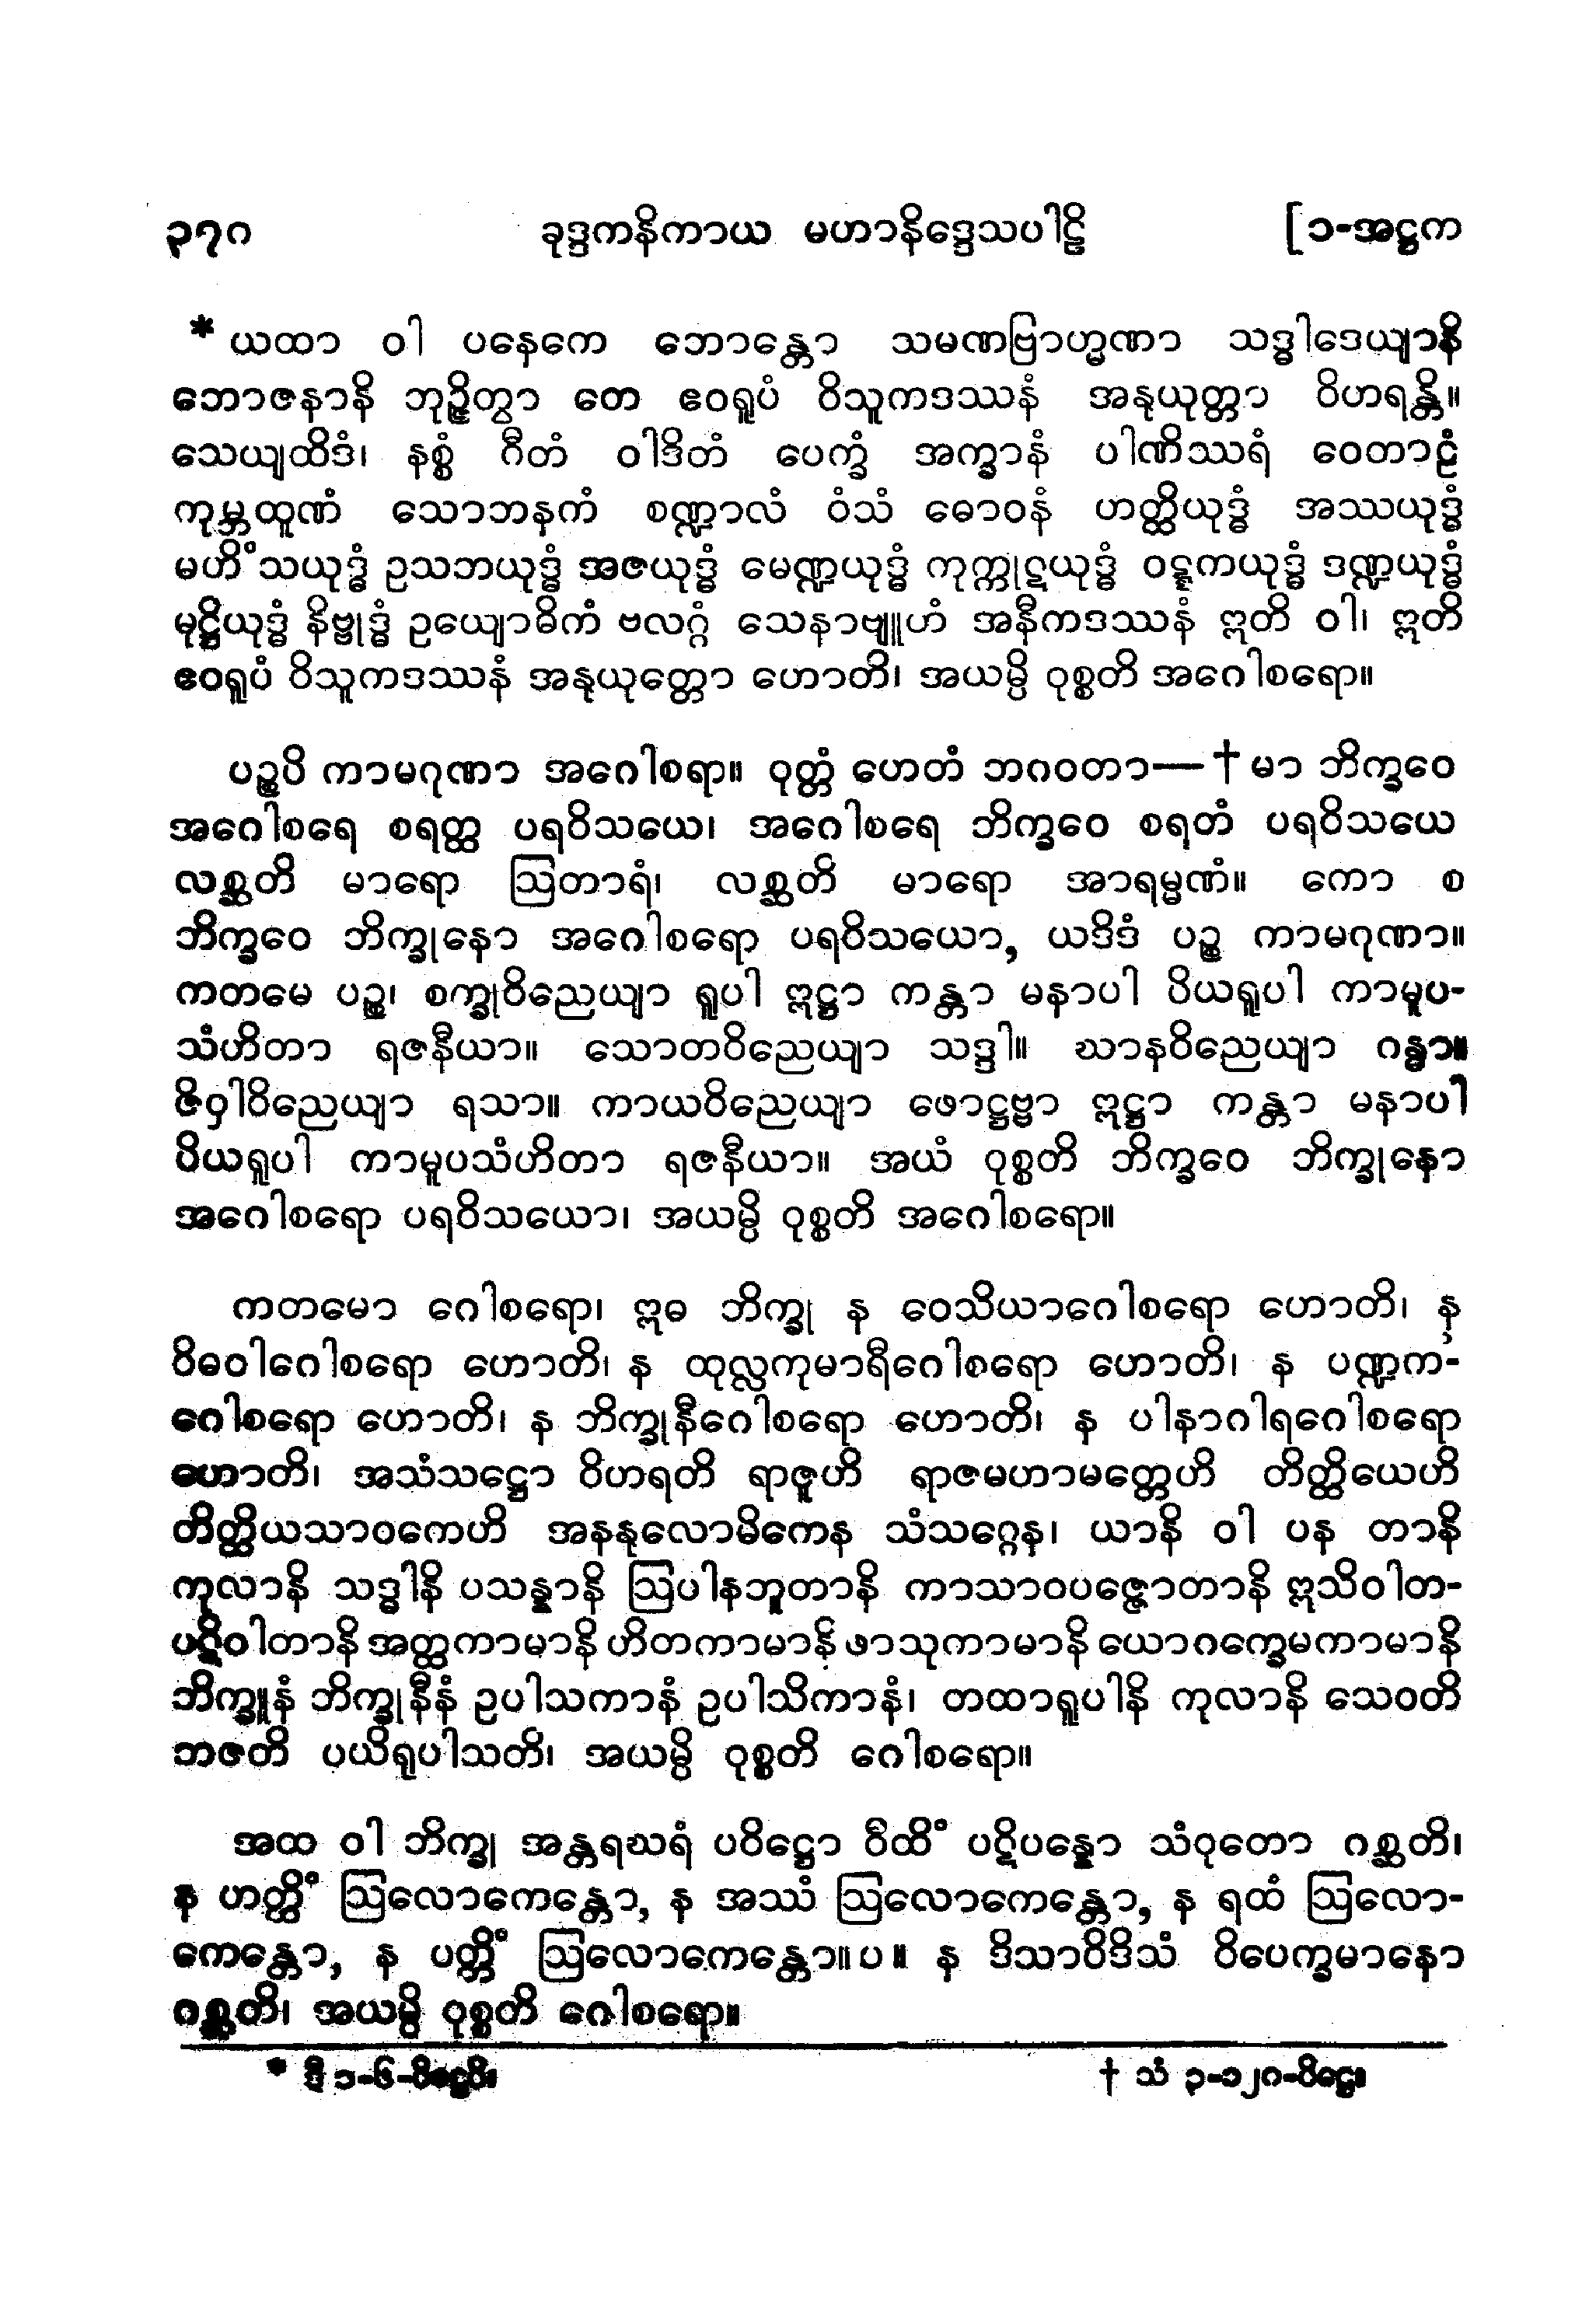 ၃၇၀ ခုဒ္ဒကနိကာယ မဟာနိဒ္ဒေသပါဠိ [၁-အဋ္ဌက
* ယထာ ဝါ ပနေကေ ဘောန္တော သမဏဗြာဟ္မဏာ သဒ္ဓါဒေယျာနိ
ဘောဇနာနိ ဘုဉ္ဇိတွာ တေ ဧဝရူပံ ဝိသူကဒဿနံ အနုယုတ္တာ ဝိဟရန္တိ။
သေယျထိဒံ၊ နစ္စံ ဂီတံ ဝါဒိတံ ပေက္ခံ အက္ခာနံ ပါဏိဿရံ ဝေတာဠံ
ကုမ္ဘထူဏံ သောဘနကံ စဏ္ဍာလံ ဝံသံ ဓောဝနံ ဟတ္ထိယုဒ္ဓံ အဿယုဒ္ဓံ
မဟိံသယုဒ္ဓံ ဥသဘယုဒ္ဓံ အဇယုဒ္ဓံ မေဏ္ဍယုဒ္ဓံ ကုက္ကုဋယုဒ္ဓံ ဝဋ္ဋကယုဒ္ဓံ ဒဏ္ဍယုဒ္ဓံ
မုဋ္ဌိယုဒ္ဓံ နိဗ္ဗုဒ္ဓံ ဥယျောဓိကံ ဗလဂ္ဂံ သေနာဗျူဟံ အနီကဒဿနံ ဣတိ ဝါ၊ ဣတိ
ဧဝရူပံ ဝိသူကဒဿနံ အနုယုတ္တော ဟောတိ၊ အယမ္ပိ ဝုစ္စတိ အဂေါစရော။
ပဉ္စပိ ကာမဂုဏာ အဂေါစရာ။ ဝုတ္တံ ဟေတံ ဘဂဝတာ— † မာ ဘိက္ခဝေ
အဂေါစရေ စရတ္ထ ပရဝိသယေ၊ အဂေါစရေ ဘိက္ခဝေ စရတံ ပရဝိသယေ
လစ္ဆတိ မာရော ဩတာရံ၊ လစ္ဆတိ မာရော အာရမ္မဏံ။ ကော စ
ဘိက္ခဝေ ဘိက္ခုနော အဂေါစရော ပရဝိသယော, ယဒိဒံ ပဉ္စ ကာမဂုဏာ။
ကတမေ ပဉ္စ၊ စက္ခုဝိညေယျာ ရူပါ ဣဋ္ဌာ ကန္တာ မနာပါ ပိယရူပါ ကာမူပ-
သံဟိတာ ရဇနီယာ။ သောတဝိညေယျာ သဒ္ဒါ။ ဃာနဝိညေယျာ ဂန္ဓာ။
ဇိဝှါဝိညေယျာ ရသာ။ ကာယဝိညေယျာ ဖောဋ္ဌဗ္ဗာ ဣဋ္ဌာ ကန္တာ မနာပါ
ပိယရူပါ ကာမူပသံဟိတာ ရဇနီယာ။ အယံ ဝုစ္စတိ ဘိက္ခဝေ ဘိက္ခုနော
အဂေါစရော ပရဝိသယော၊ အယမ္ပိ ဝုစ္စတိ အဂေါစရော။
ကတမော ဂေါစရော၊ ဣဓ ဘိက္ခု န ဝေသိယာဂေါစရော ဟောတိ၊ န
ဝိဓဝါဂေါစရော ဟောတိ၊ န ထုလ္လကုမာရီဂေါစရော ဟောတိ၊ န ပဏ္ဍက-
ဂေါစရော ဟောတိ၊ န ဘိက္ခုနီဂေါစရော ဟောတိ၊ န ပါနာဂါရဂေါစရော
ဟောတိ၊ အသံသဋ္ဌော ဝိဟရတိ ရာဇူဟိ ရာဇမဟာမတ္တေဟိ တိတ္ထိယေဟိ
တိတ္ထိယသာဝကေဟိ အနနုလောမိကေန သံသဂ္ဂေန၊ ယာနိ ဝါ ပန တာနိ
ကုလာနိ သဒ္ဓါနိ ပသန္နာနိ ဩပါနဘူတာနိ ကာသာဝပဇ္ဇောတာနိ ဣသိဝါတ-
ပဋိဝါတာနိ အတ္ထကာမာနိ ဟိတကာမာနိ ဖာသုကာမာနိ ယောဂက္ခေမကာမာနိ
ဘိက္ခူနံ ဘိက္ခုနီနံ ဥပါသကာနံ ဥပါသိကာနံ၊ တထာရူပါနိ ကုလာနိ သေဝတိ
ဘဇတိ ပယိရုပါသတိ၊ အယမ္ပိ ဝုစ္စတိ ဂေါစရော။
အထ ဝါ ဘိက္ခု အန္တရဃရံ ပဝိဋ္ဌော ဝီထိံ ပဋိပန္နော သံဝုတော ဂစ္ဆတိ၊
န ဟတ္ထိံ ဩလောကေန္တော, န အဿံ ဩလောကေန္တော, န ရထံ ဩလော-
ကေန္တော, န ပတ္တိံ ဩလောကေန္တော။ပ။ န ဒိသာဝိဒိသံ ဝိပေက္ခမာနော
ဂစ္ဆတိ၊ အယမ္ပိ ဝုစ္စတိ ဂေါစရော။
* ဒီ ၁-၆-ပိဋ္ဌေပိ။ † သံ ၃-၁၂၈-ပိဋ္ဌေ။